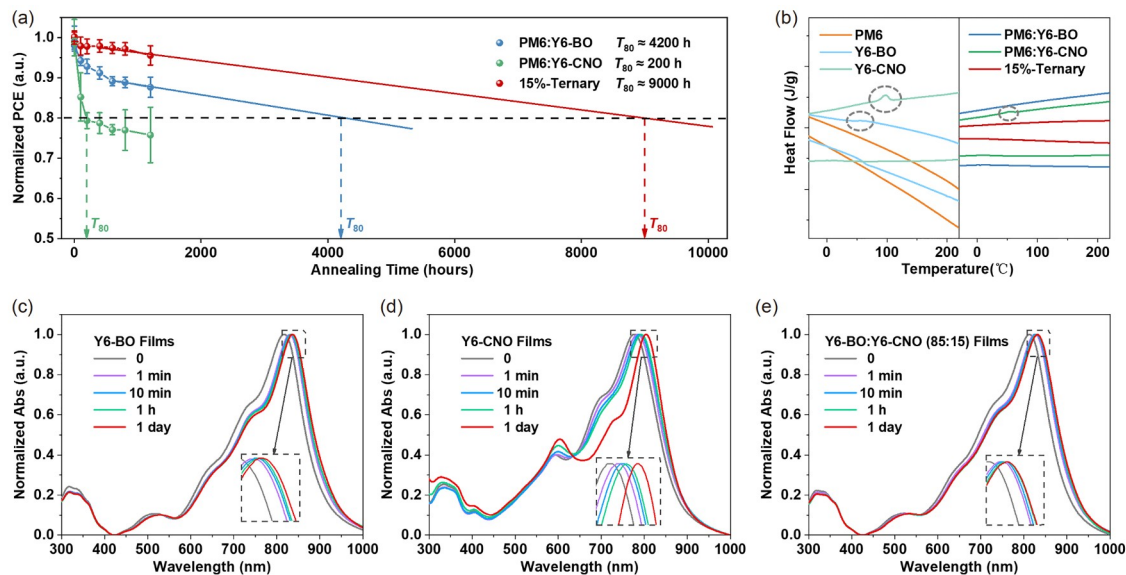 (a)
Normalized PCE (a.u.)
1.0
0.9
0.8
0.7
0.6
0.5
PM6:Y6-BO T80 ≈ 4200 h
PM6:Y6-CNO T80 ≈ 200 h
15%-Ternary T80 ≈ 9000 h
T80
T80
T80
0 2000 4000 6000 8000 10000
Annealing Time (hours)
(b)
Heat Flow (J/g)
PM6
Y6-BO
Y6-CNO
PM6:Y6-BO
PM6:Y6-CNO
15%-Ternary
0 100 200 0 100 200
Temperature(℃)
(c)
Normalized Abs (a.u.)
1.0
0.8
0.6
0.4
0.2
0.0
Y6-BO Films
0
1 min
10 min
1 h
1 day
300 400 500 600 700 800 900 1000
Wavelength (nm)
(d)
Normalized Abs (a.u.)
1.0
0.8
0.6
0.4
0.2
0.0
Y6-CNO Films
0
1 min
10 min
1 h
1 day
300 400 500 600 700 800 900 1000
Wavelength (nm)
(e)
Normalized Abs (a.u.)
1.0
0.8
0.6
0.4
0.2
0.0
Y6-BO:Y6-CNO (85:15) Films
0
1 min
10 min
1 h
1 day
300 400 500 600 700 800 900 1000
Wavelength (nm)